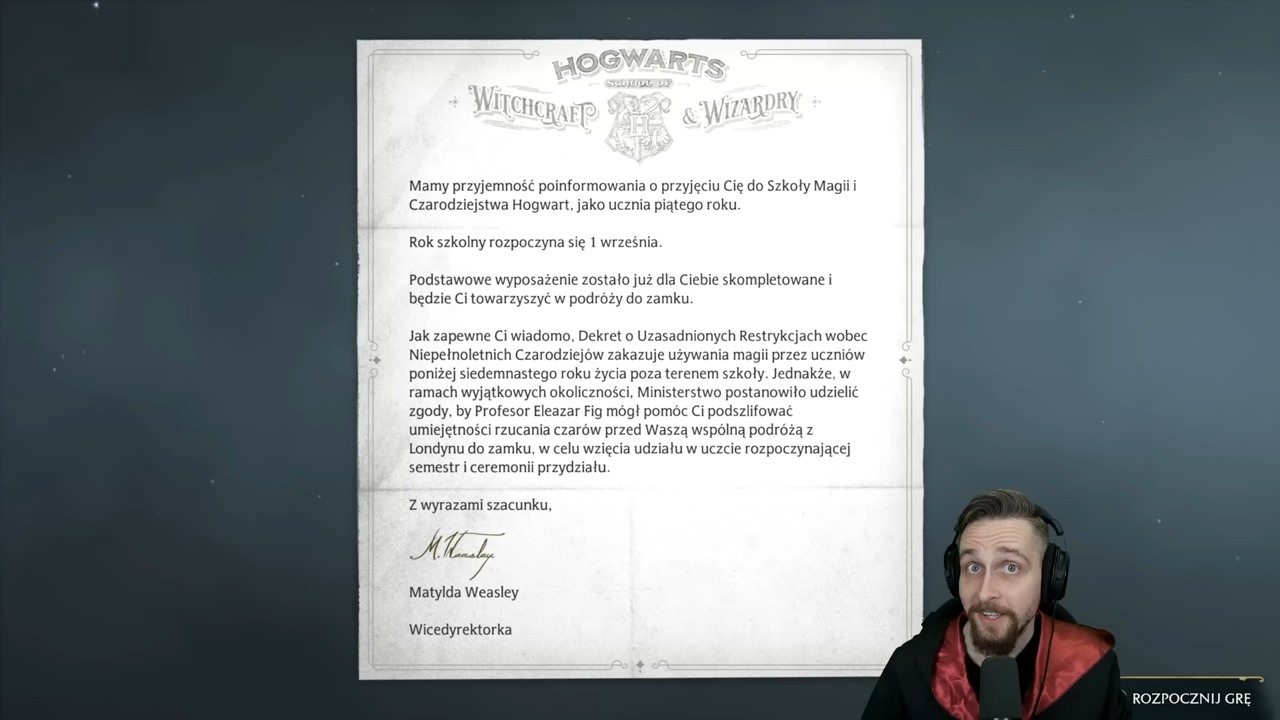 HOGWARTS
SCHOOL OF
WITCHCRAFT & WIZARDRY
H
Mamy przyjemność poinformowania o przyjęciu Cię do Szkoły Magii i
Czarodziejstwa Hogwart, jako ucznia piątego roku.
Rok szkolny rozpoczyna się 1 września.
Podstawowe wyposażenie zostało już dla Ciebie skompletowane i
będzie Ci towarzyszyć w podróży do zamku.
Jak zapewne Ci wiadomo, Dekret o Uzasadnionych Restrykcjach wobec
Niepełnoletnich Czarodziejów zakazuje używania magii przez uczniów
poniżej siedemnastego roku życia poza terenem szkoły. Jednakże, w
ramach wyjątkowych okoliczności, Ministerstwo postanowiło udzielić
zgody, by Profesor Eleazar Fig mógł pomóc Ci podszlifować
umiejętności rzucania czarów przed Waszą wspólną podróżą z
Londynu do zamku, w celu wzięcia udziału w uczcie rozpoczynającej
semestr i ceremonii przydziału.
Z wyrazami szacunku,
M. Weasley
Matylda Weasley
Wicedyrektorka
ROZPOCZNIJ GRĘ